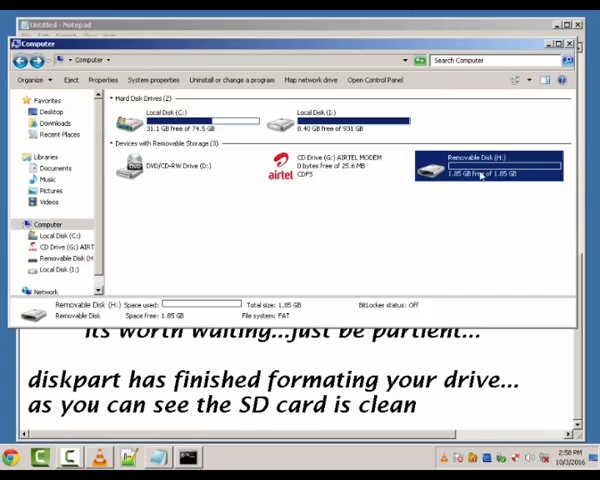 Untitled - Notepad
Computer
Computer
Search Computer
Organize
Eject
Properties
System properties
Uninstall or change a program
Map network drive
Open Control Panel
Favorites
Desktop
Downloads
Recent Places
Libraries
Documents
Music
Pictures
Videos
Computer
Local Disk (C:)
CD Drive (G:) AIRT
Removable Disk (H
Local Disk (I:)
Network
Hard Disk Drives (2)
Local Disk (C:)
31.1 GB free of 74.5 GB
Local Disk (I:)
8.40 GB free of 931 GB
Devices with Removable Storage (3)
DVD/CD-RW Drive (D:)
airtel
CD Drive (G:) AIRTEL MODEM
0 bytes free of 25.6 MB
CDFS
Removable Disk (H:)
1.85 GB free of 1.85 GB
Removable Disk (H:) Space used:
Total size: 1.85 GB
BitLocker status: Off
Removable Disk
Space free: 1.85 GB
File system: FAT
its worth waiting...just be partient...
diskpart has finished formating your drive...
as you can see the SD card is clean
2:58 PM
10/3/2016